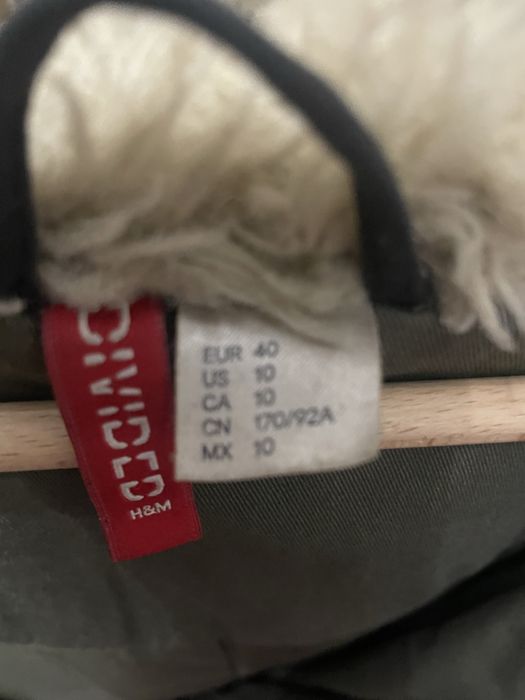 DIVIDED
H&M
EUR 40
US 10
CA 10
CN 170/92A
MX 10